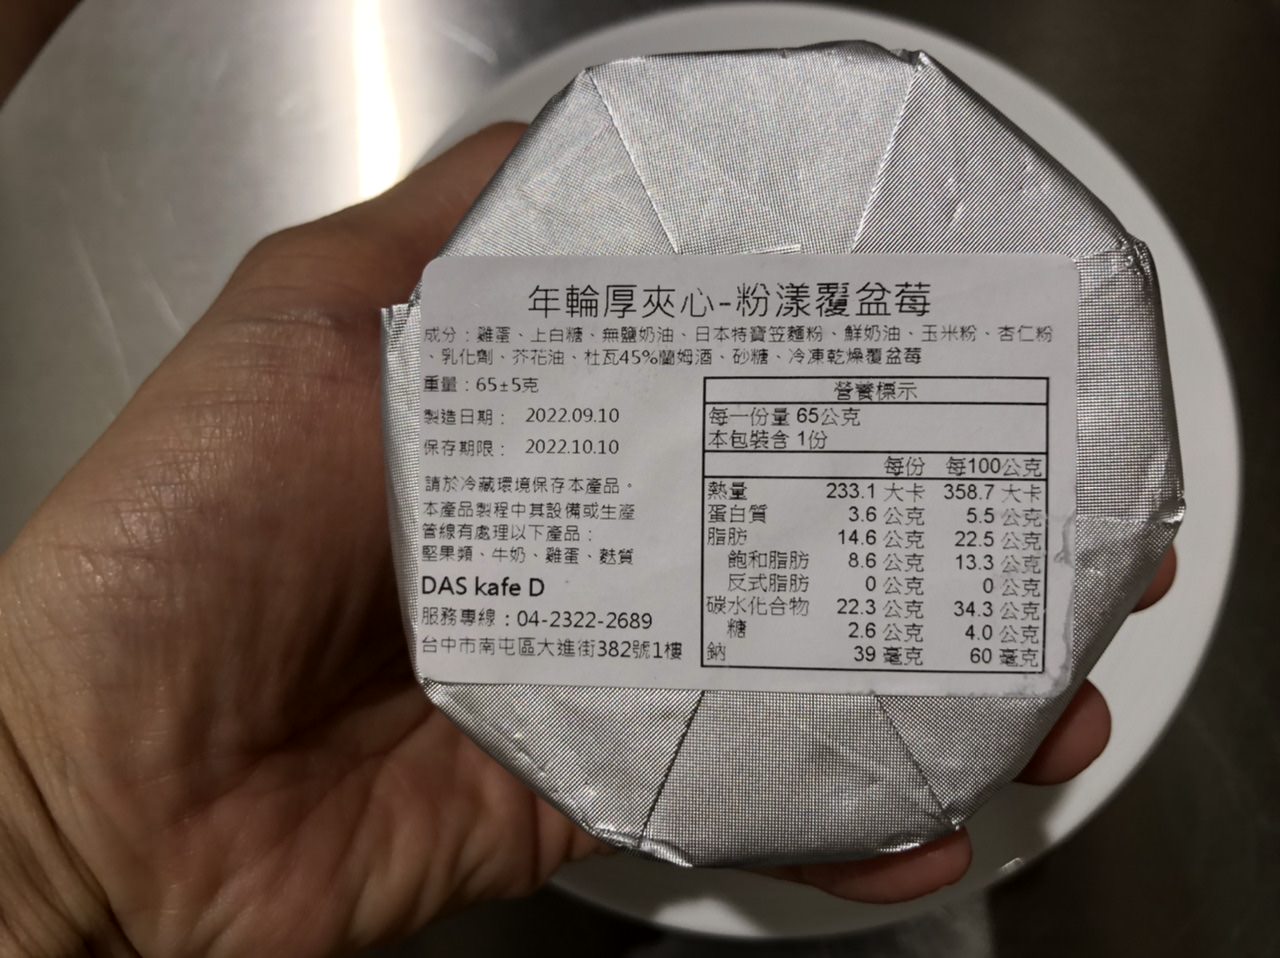 年輪厚夾心-粉漾覆盆莓
成分：雞蛋、上白糖、無鹽奶油、日本特寶笠麵粉、鮮奶油、玉米粉、杏仁粉
、乳化劑、芥花油、杜瓦45%蘭姆酒、砂糖、冷凍乾燥覆盆莓
重量：65±5克
製造日期： 2022.09.10
保存期限： 2022.10.10
請於冷藏環境保存本產品。
本產品製程中其設備或生產
管線有處理以下產品：
堅果類、牛奶、雞蛋、麩質
DAS kafe D
服務專線：04-2322-2689
台中市南屯區大進街382號1樓
營養標示
每一份量 65公克
本包裝含 1份
每份 每100公克
熱量 233.1 大卡 358.7 大卡
蛋白質 3.6 公克 5.5 公克
脂肪 14.6 公克 22.5 公克
飽和脂肪 8.6 公克 13.3 公克
反式脂肪 0 公克 0 公克
碳水化合物 22.3 公克 34.3 公克
糖 2.6 公克 4.0 公克
鈉 39 毫克 60 毫克